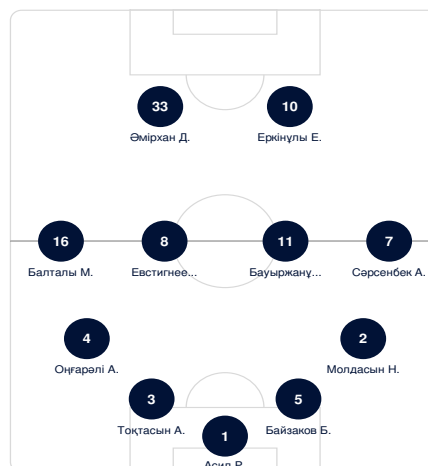 33
10
Әмірхан Д.
Еркінұлы Е.
16
8
11
7
Балталы М.
Евстигнее...
Бауыржанұ...
Сәрсенбек А.
4
2
Оңғарәлі А.
Молдасын Н.
3
5
Тоқтасын А.
Байзаков Б.
1